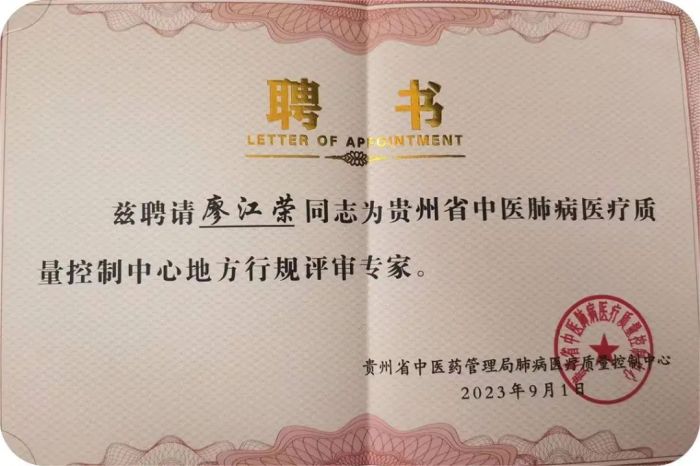 聘 书
LETTER OF APPOINTMENT
兹聘请廖江荣同志为贵州省中医肺病医疗质
量控制中心地方行规评审专家。
贵州省中医药管理局肺病医疗质量控制中心
2023年9月1日